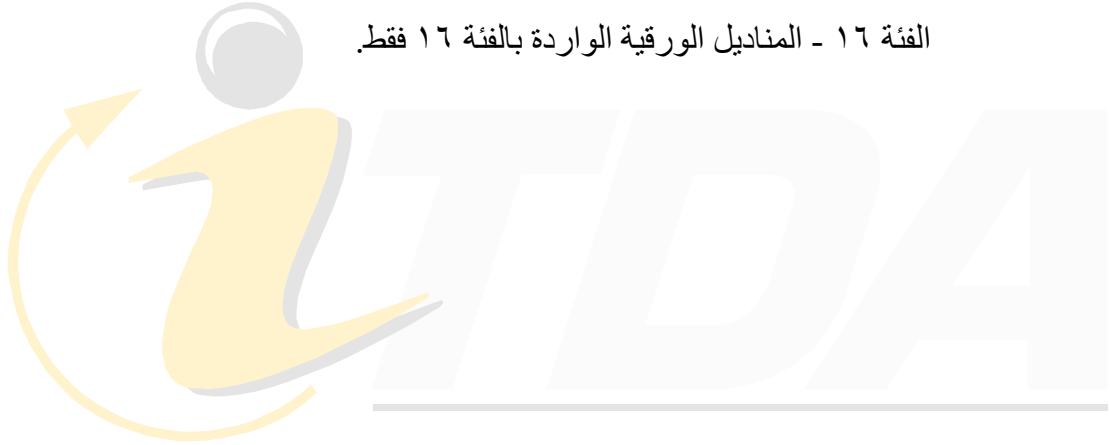 الفئة ١٦ - المناديل الورقية الواردة بالفئة ١٦ فقط.
iTDA